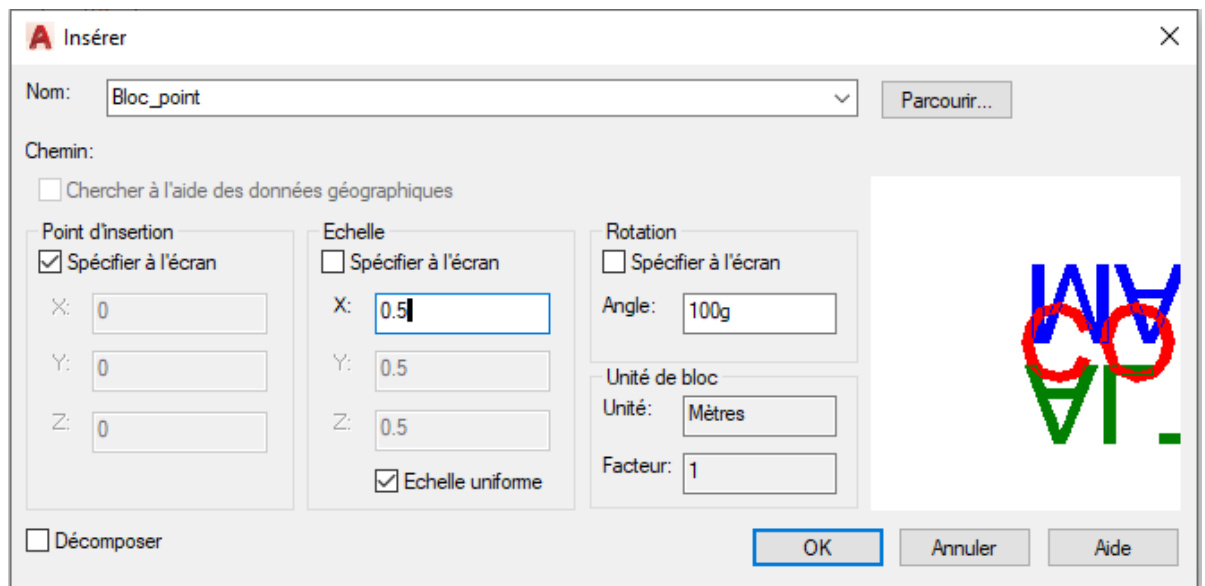 Insérer
Nom: Bloc_point Parcourir...
Chemin:
Chercher à l'aide des données géographiques
Point d'insertion
Spécifier à l'écran
X: 0
Y: 0
Z: 0
Echelle
Spécifier à l'écran
X: 0.5
Y: 0.5
Z: 0.5
Echelle uniforme
Rotation
Spécifier à l'écran
Angle: 100g
Unité de bloc
Unité: Mètres
Facteur: 1
Décomposer
OK Annuler Aide